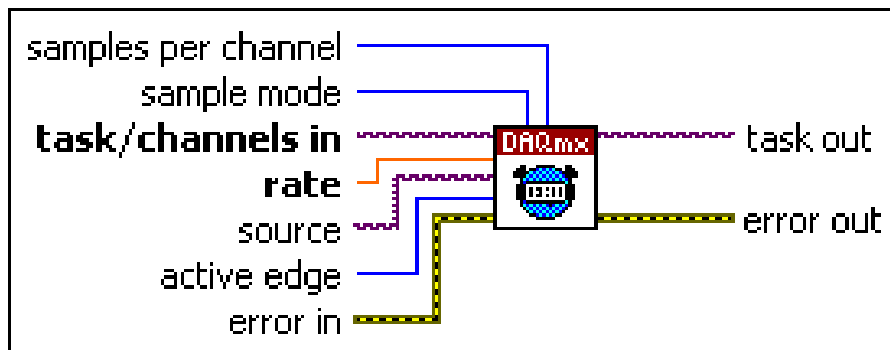 samples per channel
sample mode
task/channels in
rate
source
active edge
error in
DAQmx
task out
error out